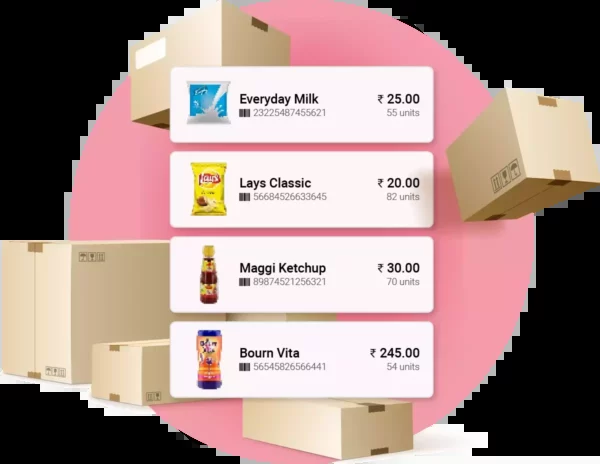 Everyday Milk ₹ 25.00
23225487455621 55 units
Lay's
Lays Classic ₹ 20.00
56684526633645 82 units
Maggi Ketchup ₹ 30.00
89874521256321 70 units
Bourn Vita ₹ 245.00
56545826566441 54 units